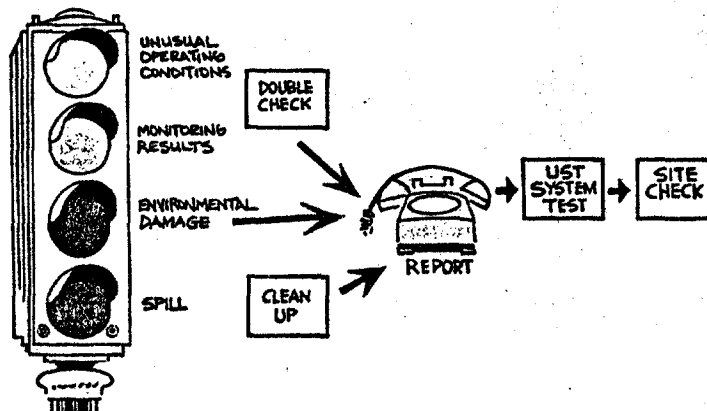 UNUSUAL
OPERATING
CONDITIONS
DOUBLE
CHECK
MONITORING
RESULTS
ENVIRONMENTAL
DAMAGE
SPILL
CLEAN
UP
REPORT
UST
SYSTEM
TEST
SITE
CHECK